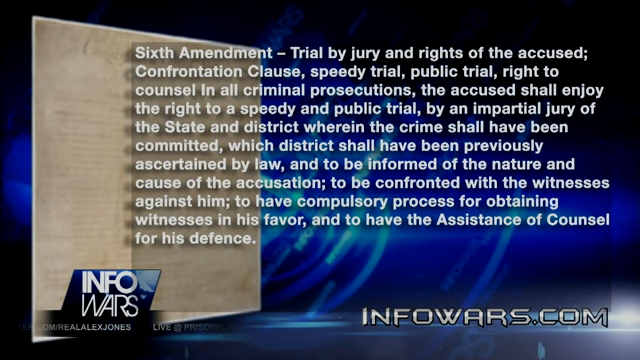 Sixth Amendment – Trial by jury and rights of the accused;
Confrontation Clause, speedy trial, public trial, right to
counsel In all criminal prosecutions, the accused shall enjoy
the right to a speedy and public trial, by an impartial jury of
the State and district wherein the crime shall have been
committed, which district shall have been previously
ascertained by law, and to be informed of the nature and
cause of the accusation; to be confronted with the witnesses
against him; to have compulsory process for obtaining
witnesses in his favor, and to have the Assistance of Counsel
for his defence.
INFO
WARS
INFOWARS.COM
TER.COM/REALALEXJONES LIVE @